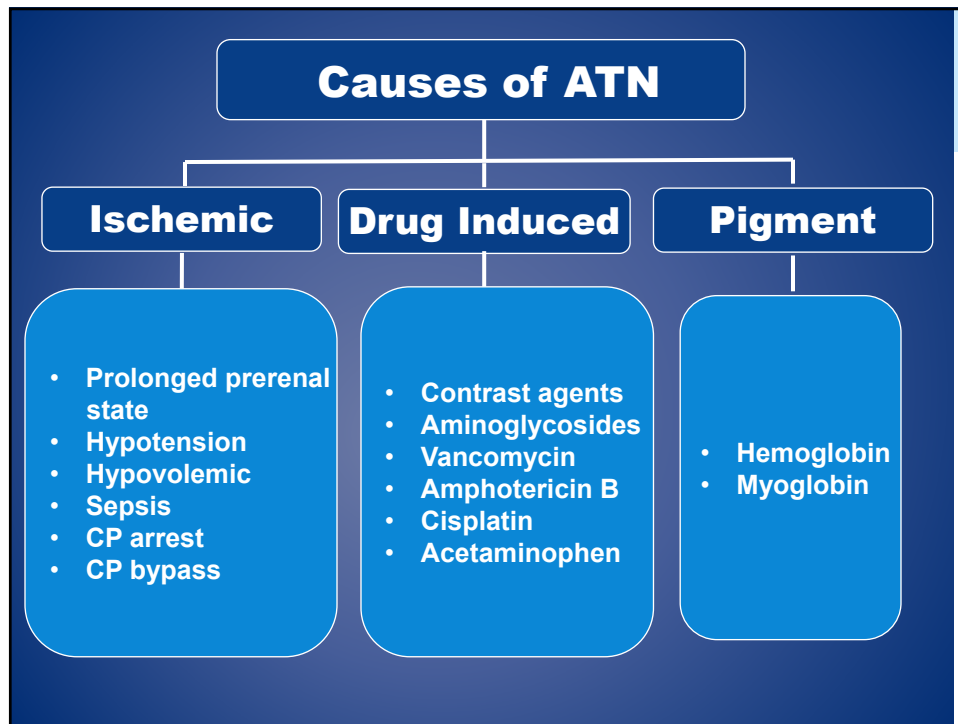 Causes of ATN
Ischemic
Drug Induced
Pigment
• Prolonged prerenal
state
• Hypotension
• Hypovolemic
• Sepsis
• CP arrest
• CP bypass
• Contrast agents
• Aminoglycosides
• Vancomycin
• Amphotericin B
• Cisplatin
• Acetaminophen
• Hemoglobin
• Myoglobin